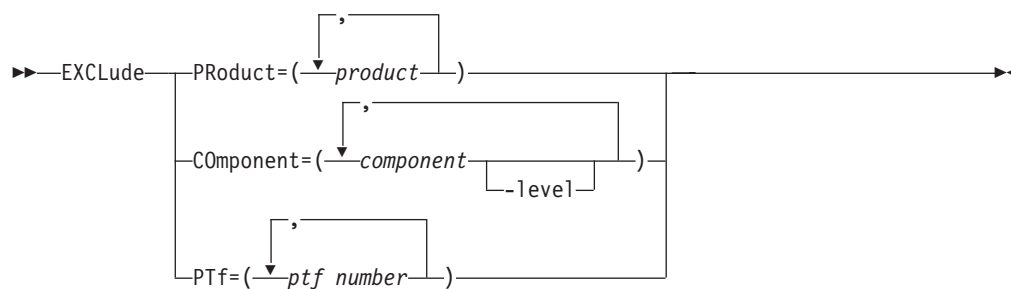 ,
EXCLude PRoduct=( product )
,
COmponent=( component )
-level
,
PTf=( ptf number )